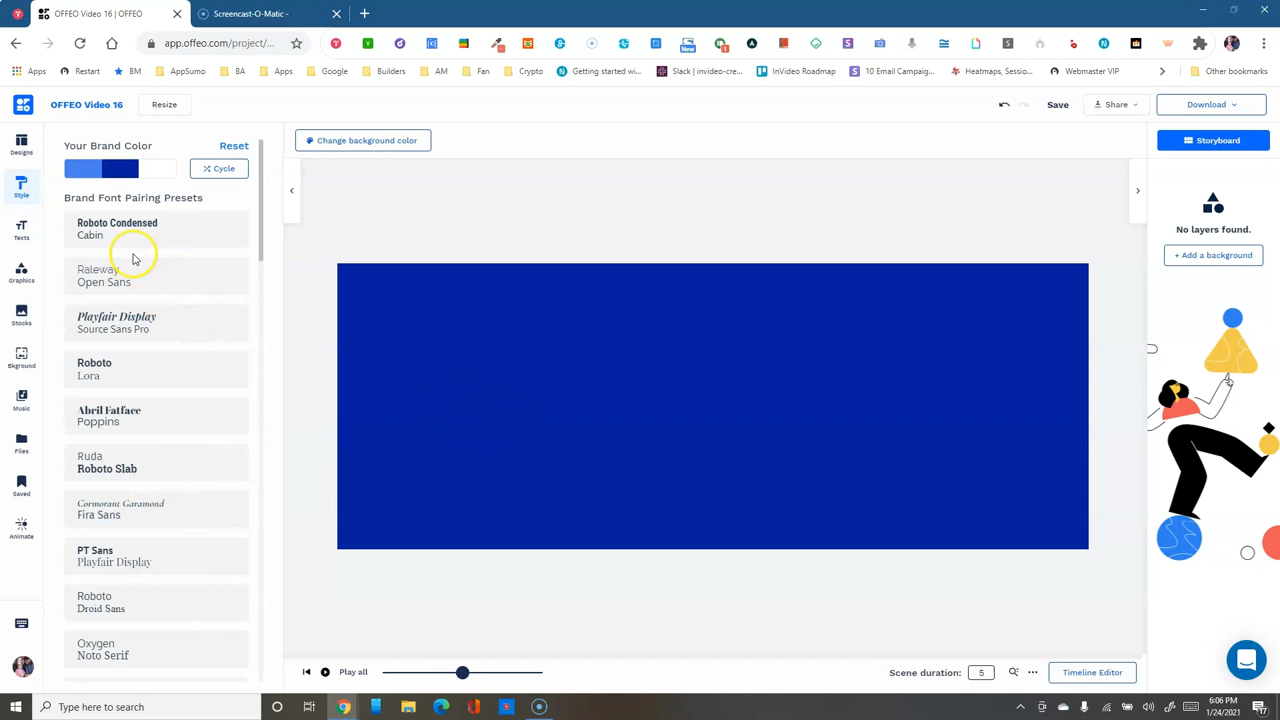 OFFEO Video 16 | OFFEO
Screencast-O-Matic -
app.offeo.com/project/...
New
Apps
Restart
BM
AppSumo
BA
Apps
Google
Builders
AM
Fan
Crypto
Getting started wi...
Slack | invideo-cre...
InVideo Roadmap
10 Email Campaig...
Heatmaps, Sessio...
Webmaster VIP
Other bookmarks
OFFEO Video 16
Resize
Save
Share
Download
Designs
Style
Texts
Graphics
Stocks
Bkground
Music
Files
Saved
Animate
Your Brand Color
Reset
Cycle
Brand Font Pairing Presets
Roboto Condensed
Cabin
Raleway
Open Sans
Playfair Display
Source Sans Pro
Roboto
Lora
Abril Fatface
Poppins
Ruda
Roboto Slab
Cormorant Garamond
Fira Sans
PT Sans
Playfair Display
Roboto
Droid Sans
Oxygen
Noto Serif
Change background color
Storyboard
No layers found.
+ Add a background
Play all
Scene duration:
5
Timeline Editor
Type here to search
6:06 PM
1/24/2021
17